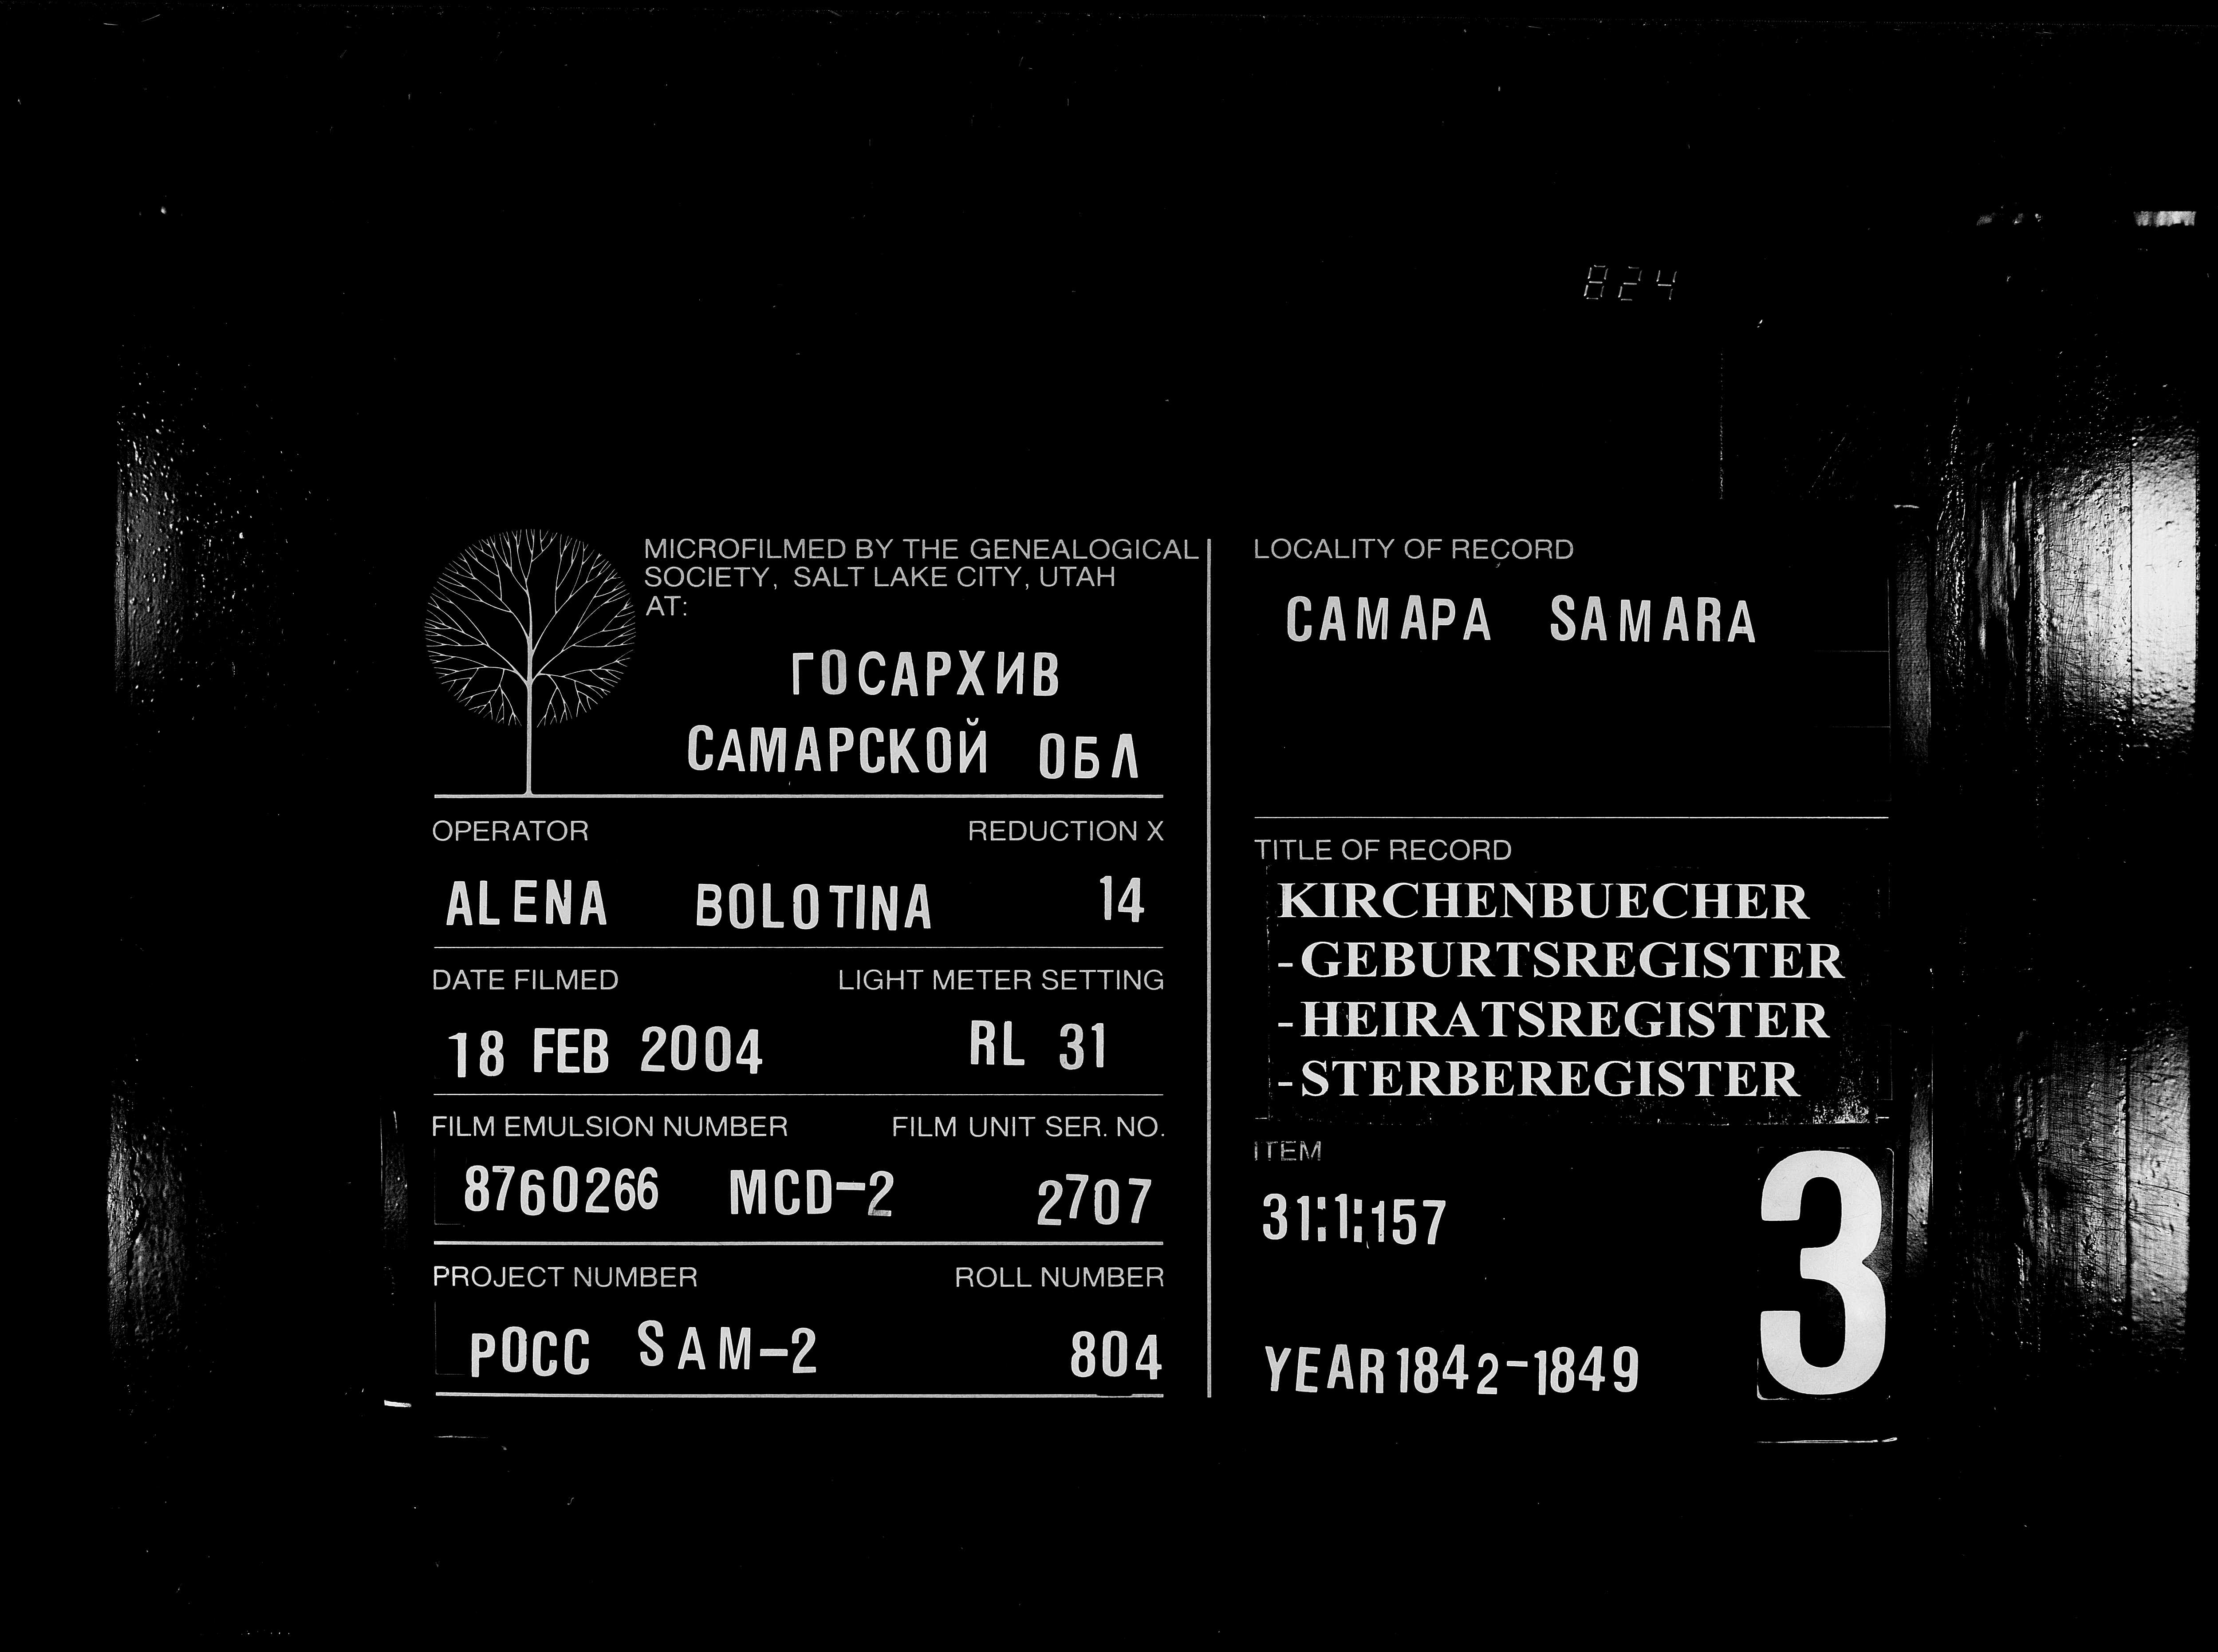 824
MICROFILMED BY THE GENEALOGICAL
SOCIETY, SALT LAKE CITY, UTAH
AT:
ГОСАРХИВ
САМАРСКОЙ ОБЛ
OPERATOR REDUCTION X
ALENA BOLOTINA 14
DATE FILMED LIGHT METER SETTING
18 FEB 2004 RL 31
FILM EMULSION NUMBER FILM UNIT SER. NO.
8760266 MCD-2 2707
PROJECT NUMBER ROLL NUMBER
РОСС SAM-2 804
LOCALITY OF RECORD
САМАРА SAMARA
TITLE OF RECORD
KIRCHENBUECHER
-GEBURTSREGISTER
-HEIRATSREGISTER
-STERBEREGISTER
ITEM
31:1:157
3
YEAR 1842-1849